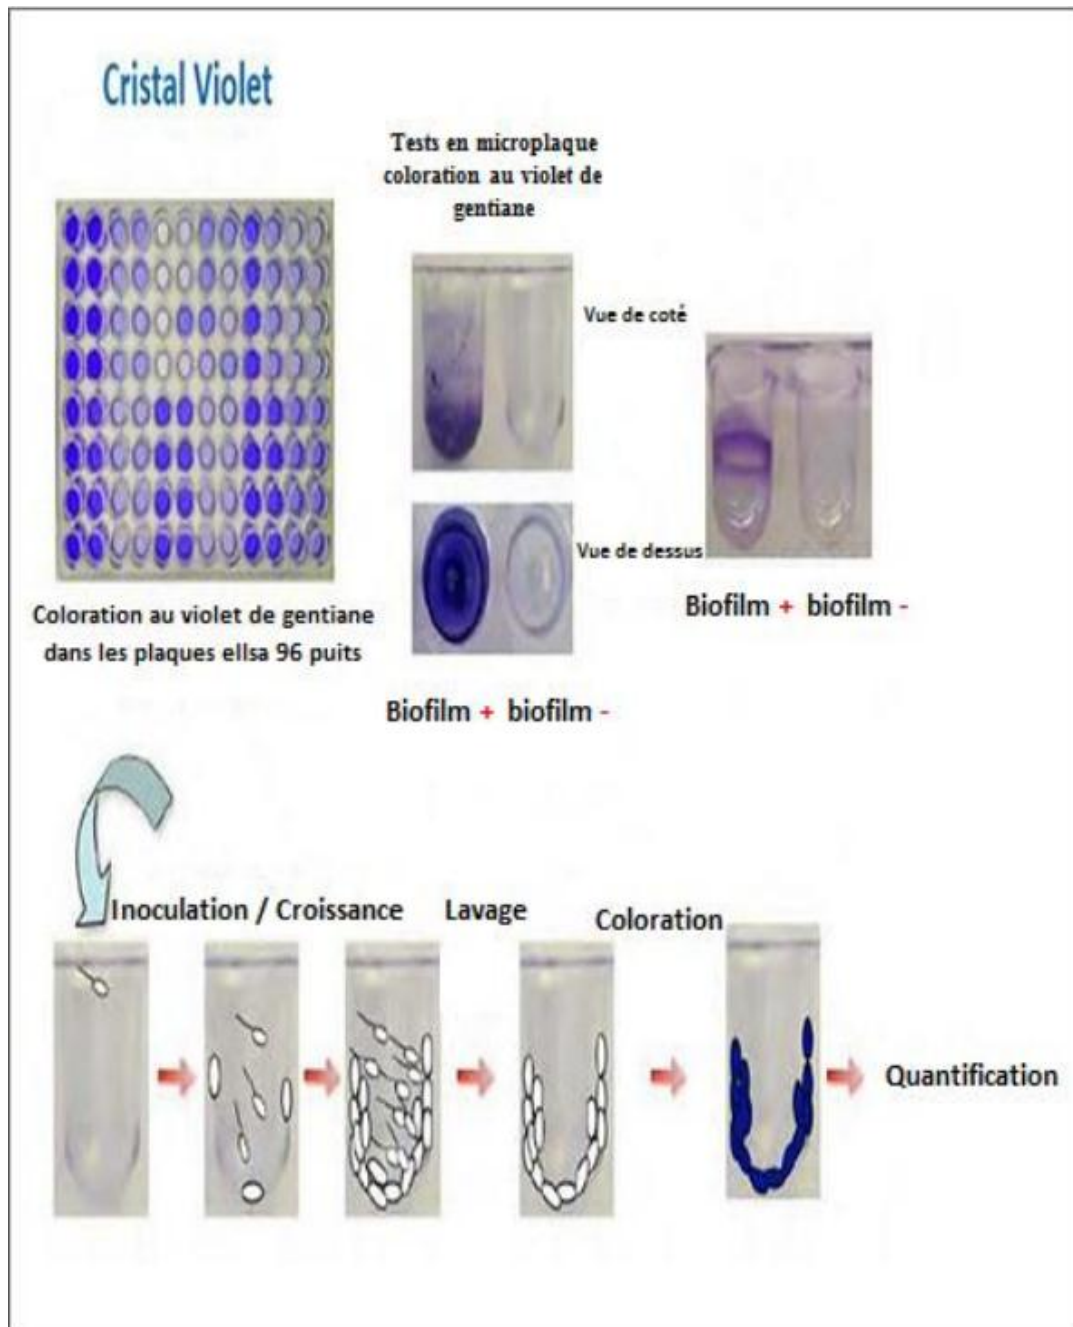 Cristal Violet
Tests en microplaque
coloration au violet de
gentiane
Vue de coté
Vue de dessus
Biofilm + biofilm -
Coloration au violet de gentiane
dans les plaques ellsa 96 puits
Biofilm + biofilm -
Inoculation / Croissance
Lavage
Coloration
Quantification